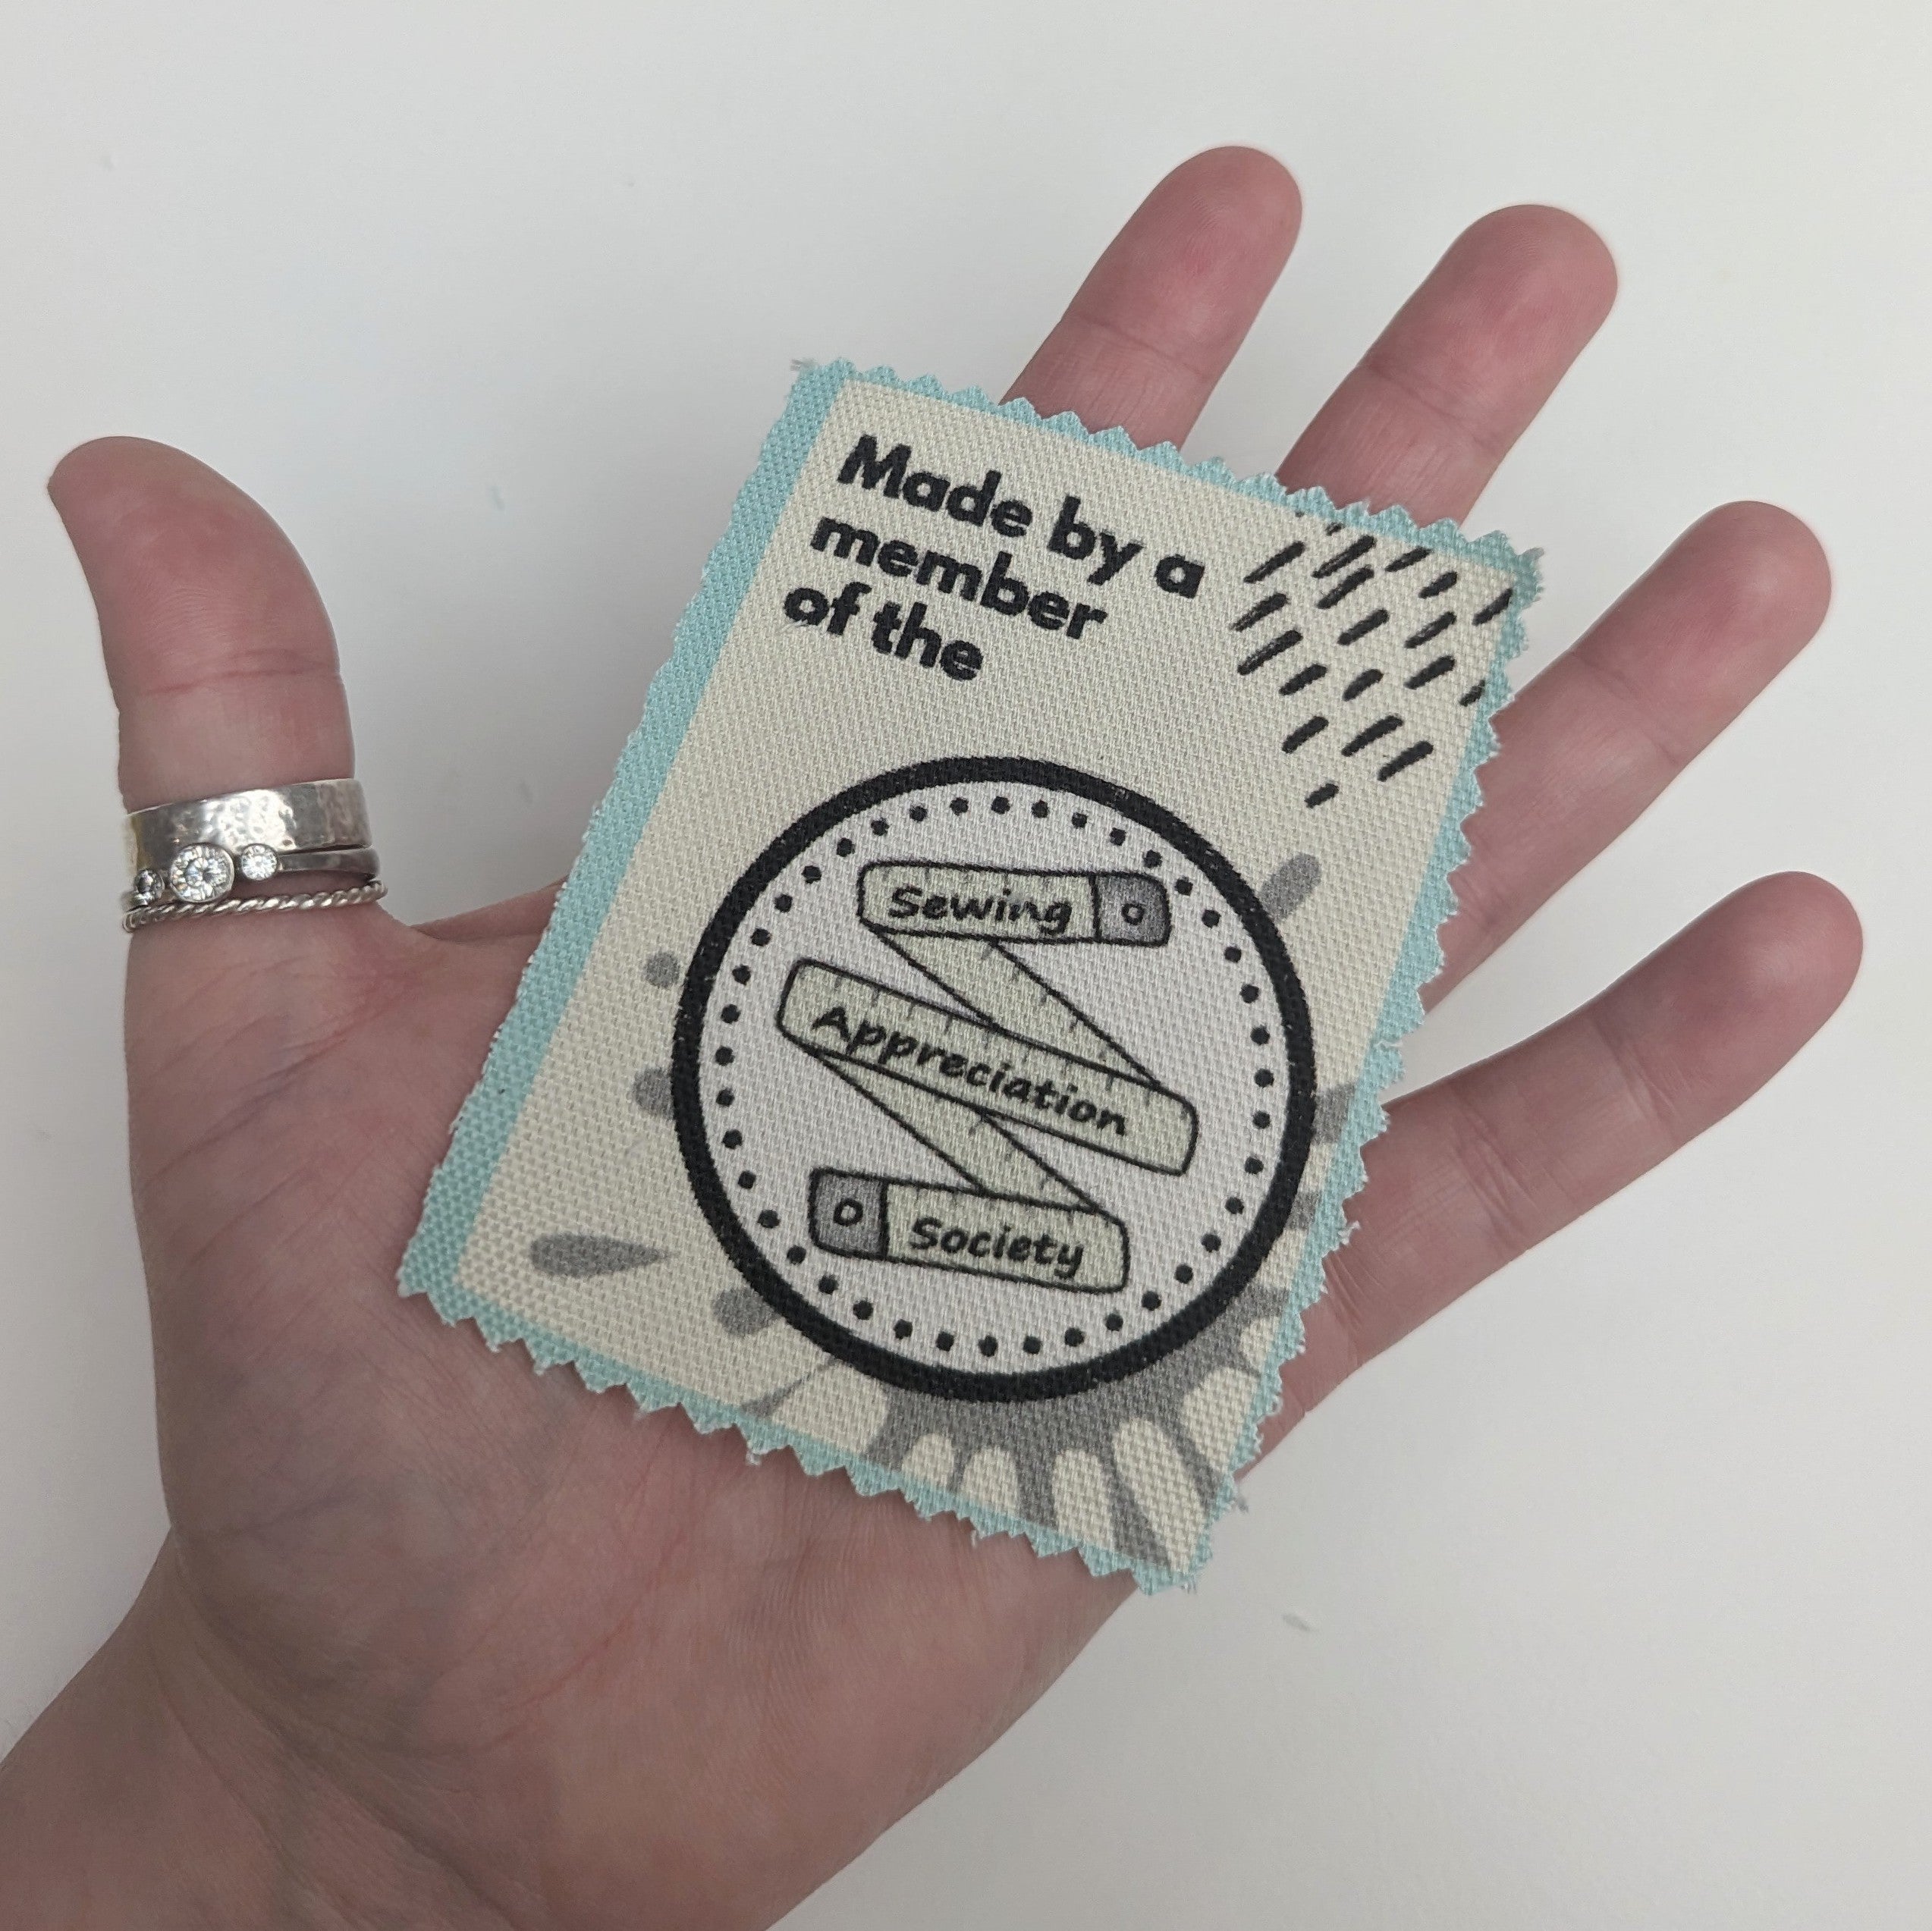 Made by a
member
of the
Sewing
Appreciation
Society